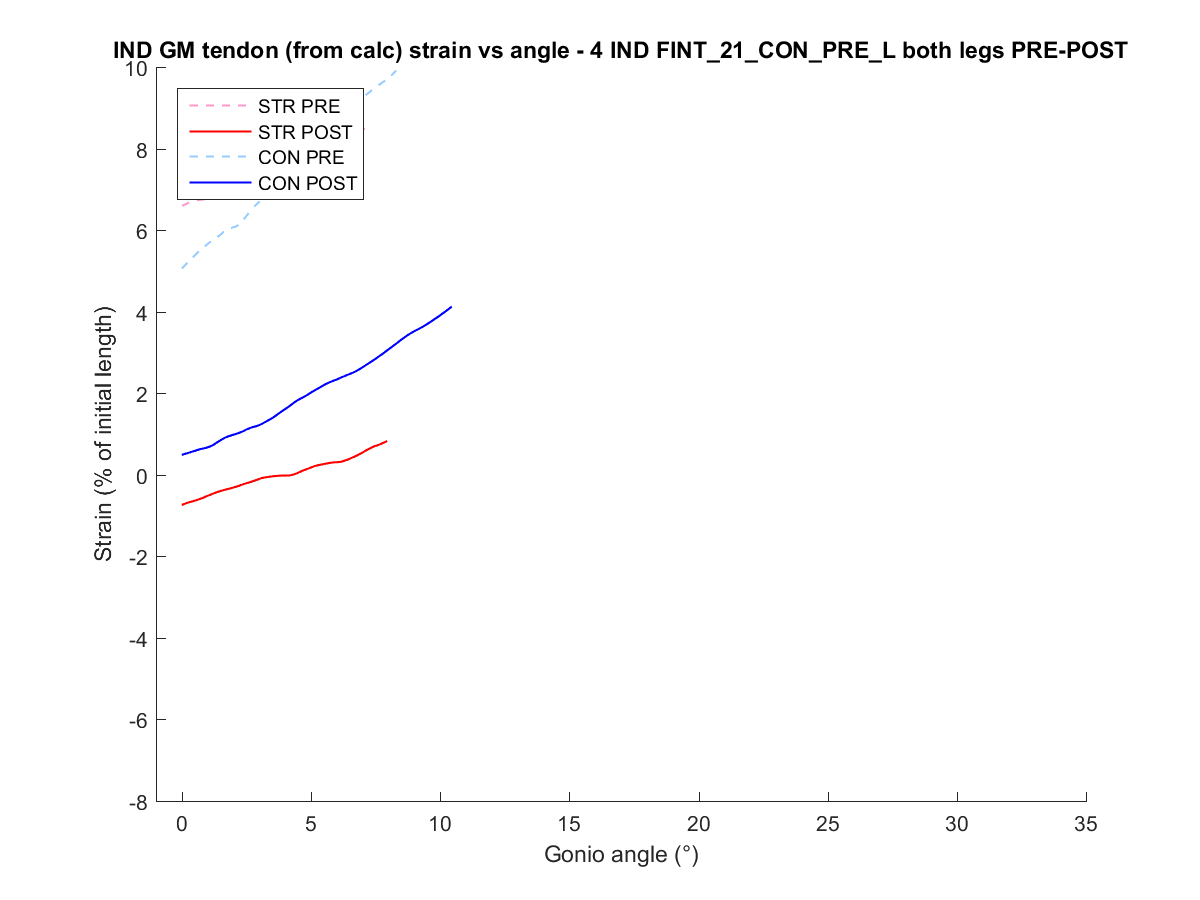 IND GM tendon (from calc) strain vs angle - 4 IND FINT_21_CON_PRE_L both legs PRE-POST
10
8
6
4
2
0
-2
-4
-6
-8
STR PRE
STR POST
CON PRE
CON POST
Strain (% of initial length)
0 5 10 15 20 25 30 35
Gonio angle (°)